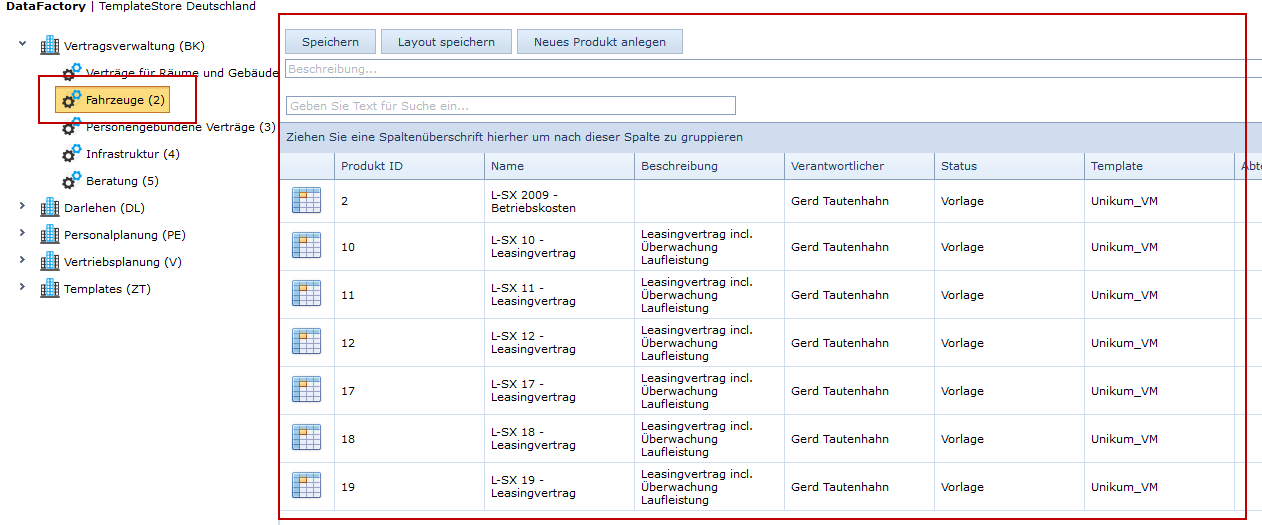 DataFactory | TemplateStore Deutschland
Vertragsverwaltung (BK)
Verträge für Räume und Gebäude
Fahrzeuge (2)
Personengebundene Verträge (3)
Infrastruktur (4)
Beratung (5)
Darlehen (DL)
Personalplanung (PE)
Vertriebsplanung (V)
Templates (ZT)
Speichern Layout speichern Neues Produkt anlegen
Beschreibung...
Geben Sie Text für Suche ein...
Ziehen Sie eine Spaltenüberschrift hierher um nach dieser Spalte zu gruppieren
Produkt ID Name Beschreibung Verantwortlicher Status Template
2 L-SX 2009 - Betriebskosten Gerd Tautenhahn Vorlage Unikum_VM
10 L-SX 10 - Leasingvertrag Leasingvertrag incl. Überwachung Laufleistung Gerd Tautenhahn Vorlage Unikum_VM
11 L-SX 11 - Leasingvertrag Leasingvertrag incl. Überwachung Laufleistung Gerd Tautenhahn Vorlage Unikum_VM
12 L-SX 12 - Leasingvertrag Leasingvertrag incl. Überwachung Laufleistung Gerd Tautenhahn Vorlage Unikum_VM
17 L-SX 17 - Leasingvertrag Leasingvertrag incl. Überwachung Laufleistung Gerd Tautenhahn Vorlage Unikum_VM
18 L-SX 18 - Leasingvertrag Leasingvertrag incl. Überwachung Laufleistung Gerd Tautenhahn Vorlage Unikum_VM
19 L-SX 19 - Leasingvertrag Leasingvertrag incl. Überwachung Laufleistung Gerd Tautenhahn Vorlage Unikum_VM